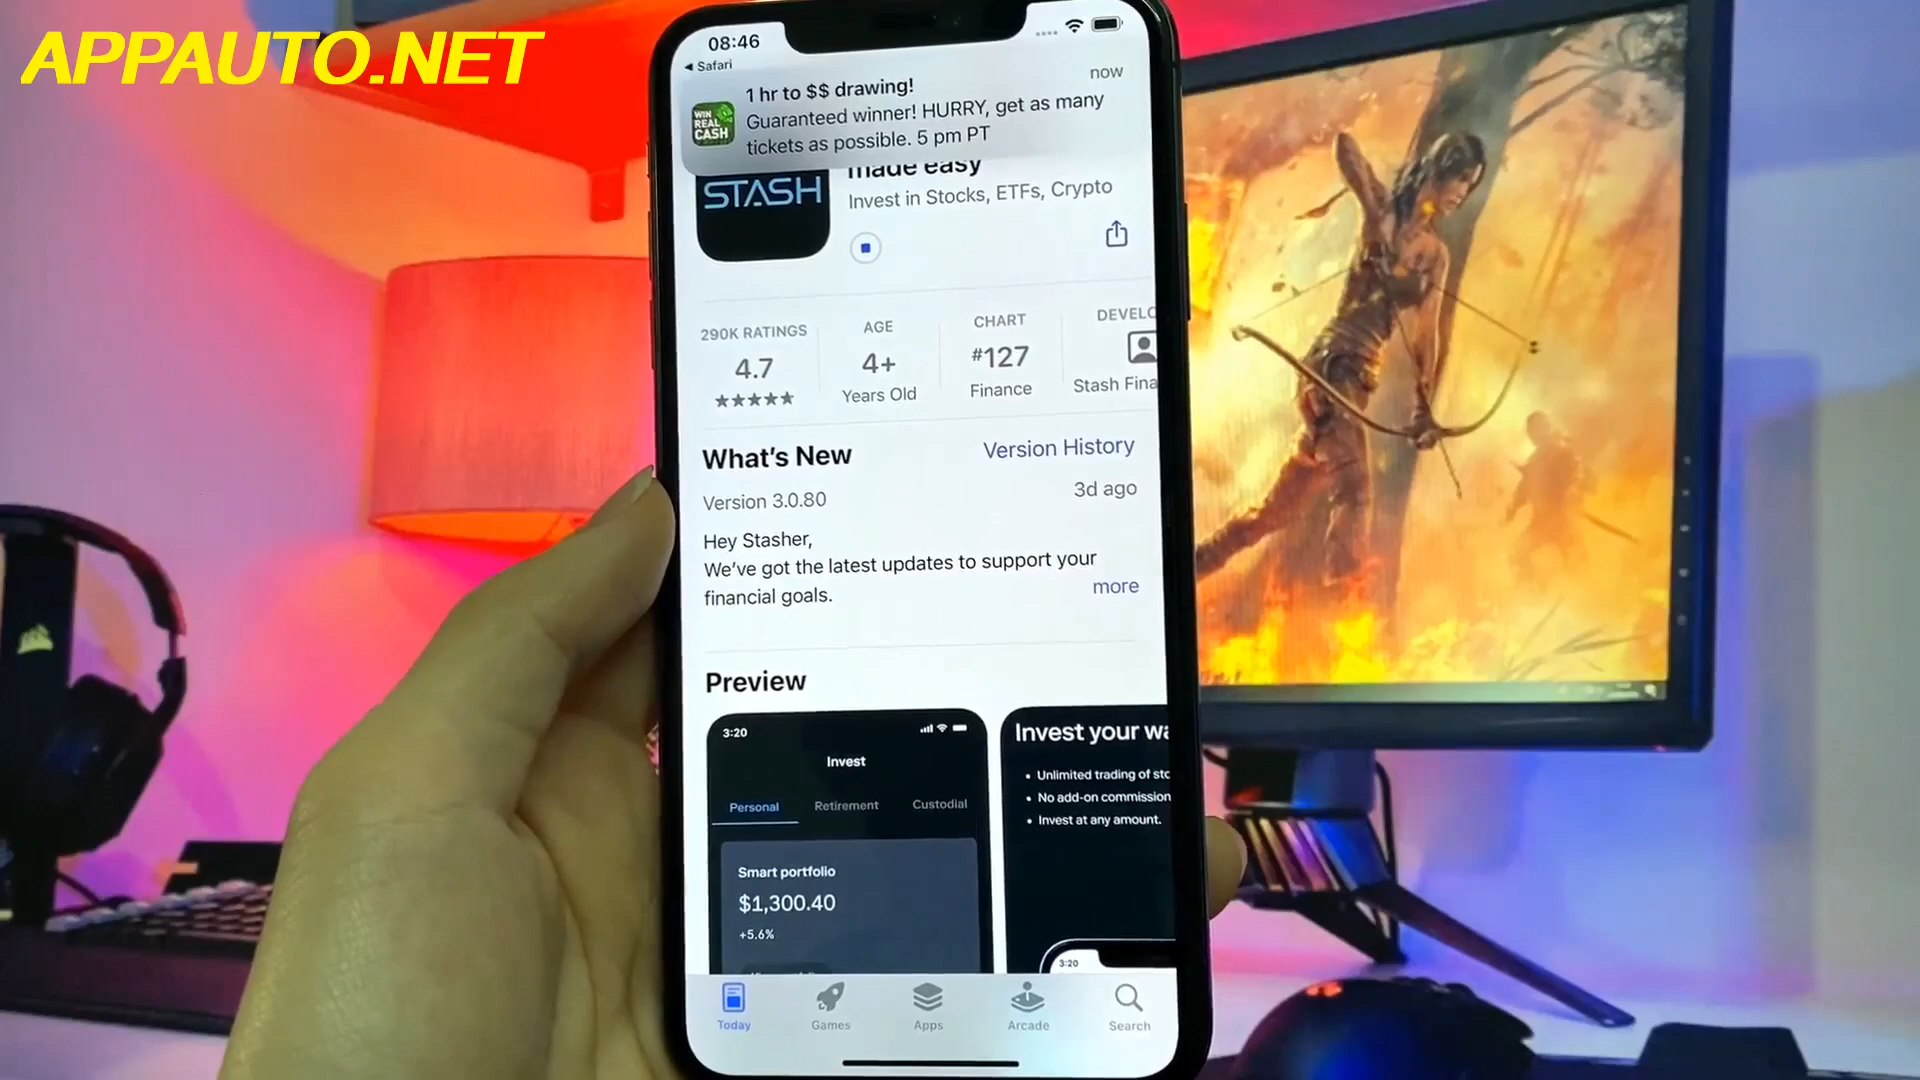 APPAUTO.NET
08:46
Safari
1 hr to $$ drawing!
now
WIN
REAL
CASH
Guaranteed winner! HURRY, get as many
tickets as possible. 5 pm PT
made easy
STASH
Invest in Stocks, ETFs, Crypto
290K RATINGS
4.7
AGE
4+
Years Old
CHART
#127
Finance
DEVELO
Stash Fina
What's New
Version History
Version 3.0.80
3d ago
Hey Stasher,
We've got the latest updates to support your
financial goals.
more
Preview
3:20
Invest
Personal
Retirement
Custodial
Smart portfolio
$1,300.40
+5.6%
Invest your wa
Unlimited trading of sto
No add-on commission
Invest at any amount.
3:20
Today
Games
Apps
Arcade
Search